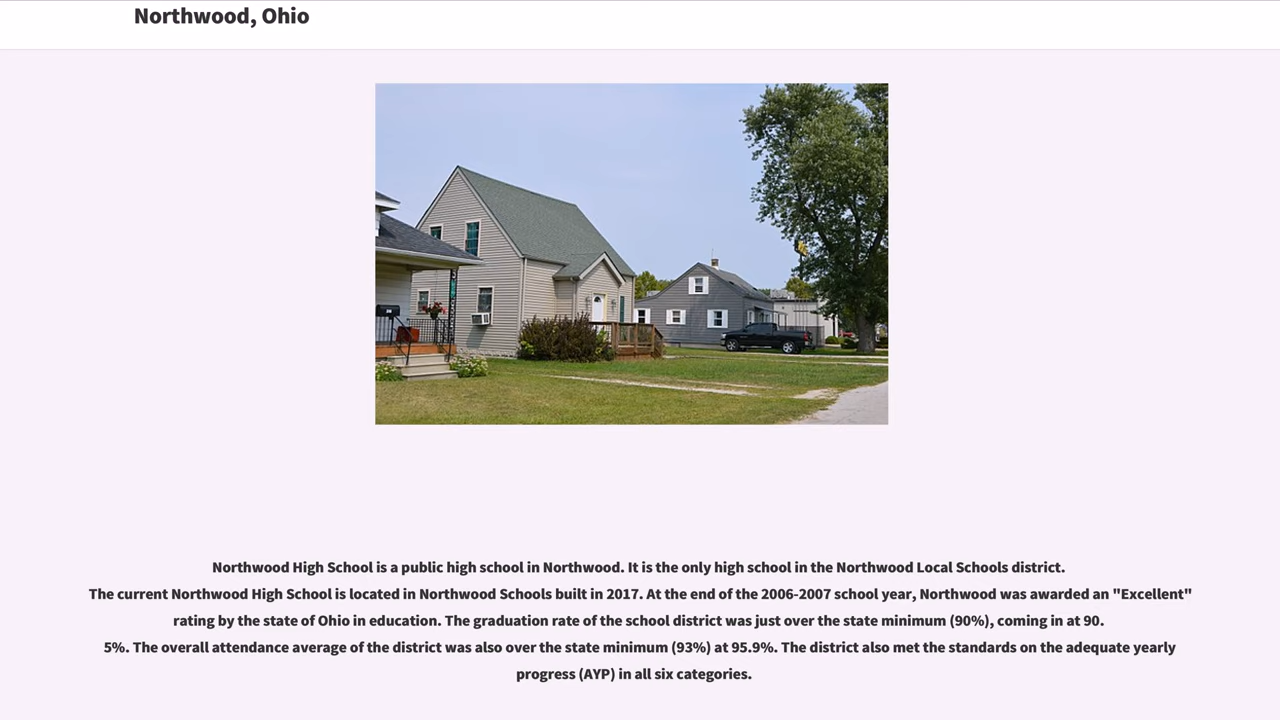 Northwood, Ohio
Northwood High School is a public high school in Northwood. It is the only high school in the Northwood Local Schools district.
The current Northwood High School is located in Northwood Schools built in 2017. At the end of the 2006-2007 school year, Northwood was awarded an "Excellent"
rating by the state of Ohio in education. The graduation rate of the school district was just over the state minimum (90%), coming in at 90.
5%. The overall attendance average of the district was also over the state minimum (93%) at 95.9%. The district also met the standards on the adequate yearly
progress (AYP) in all six categories.